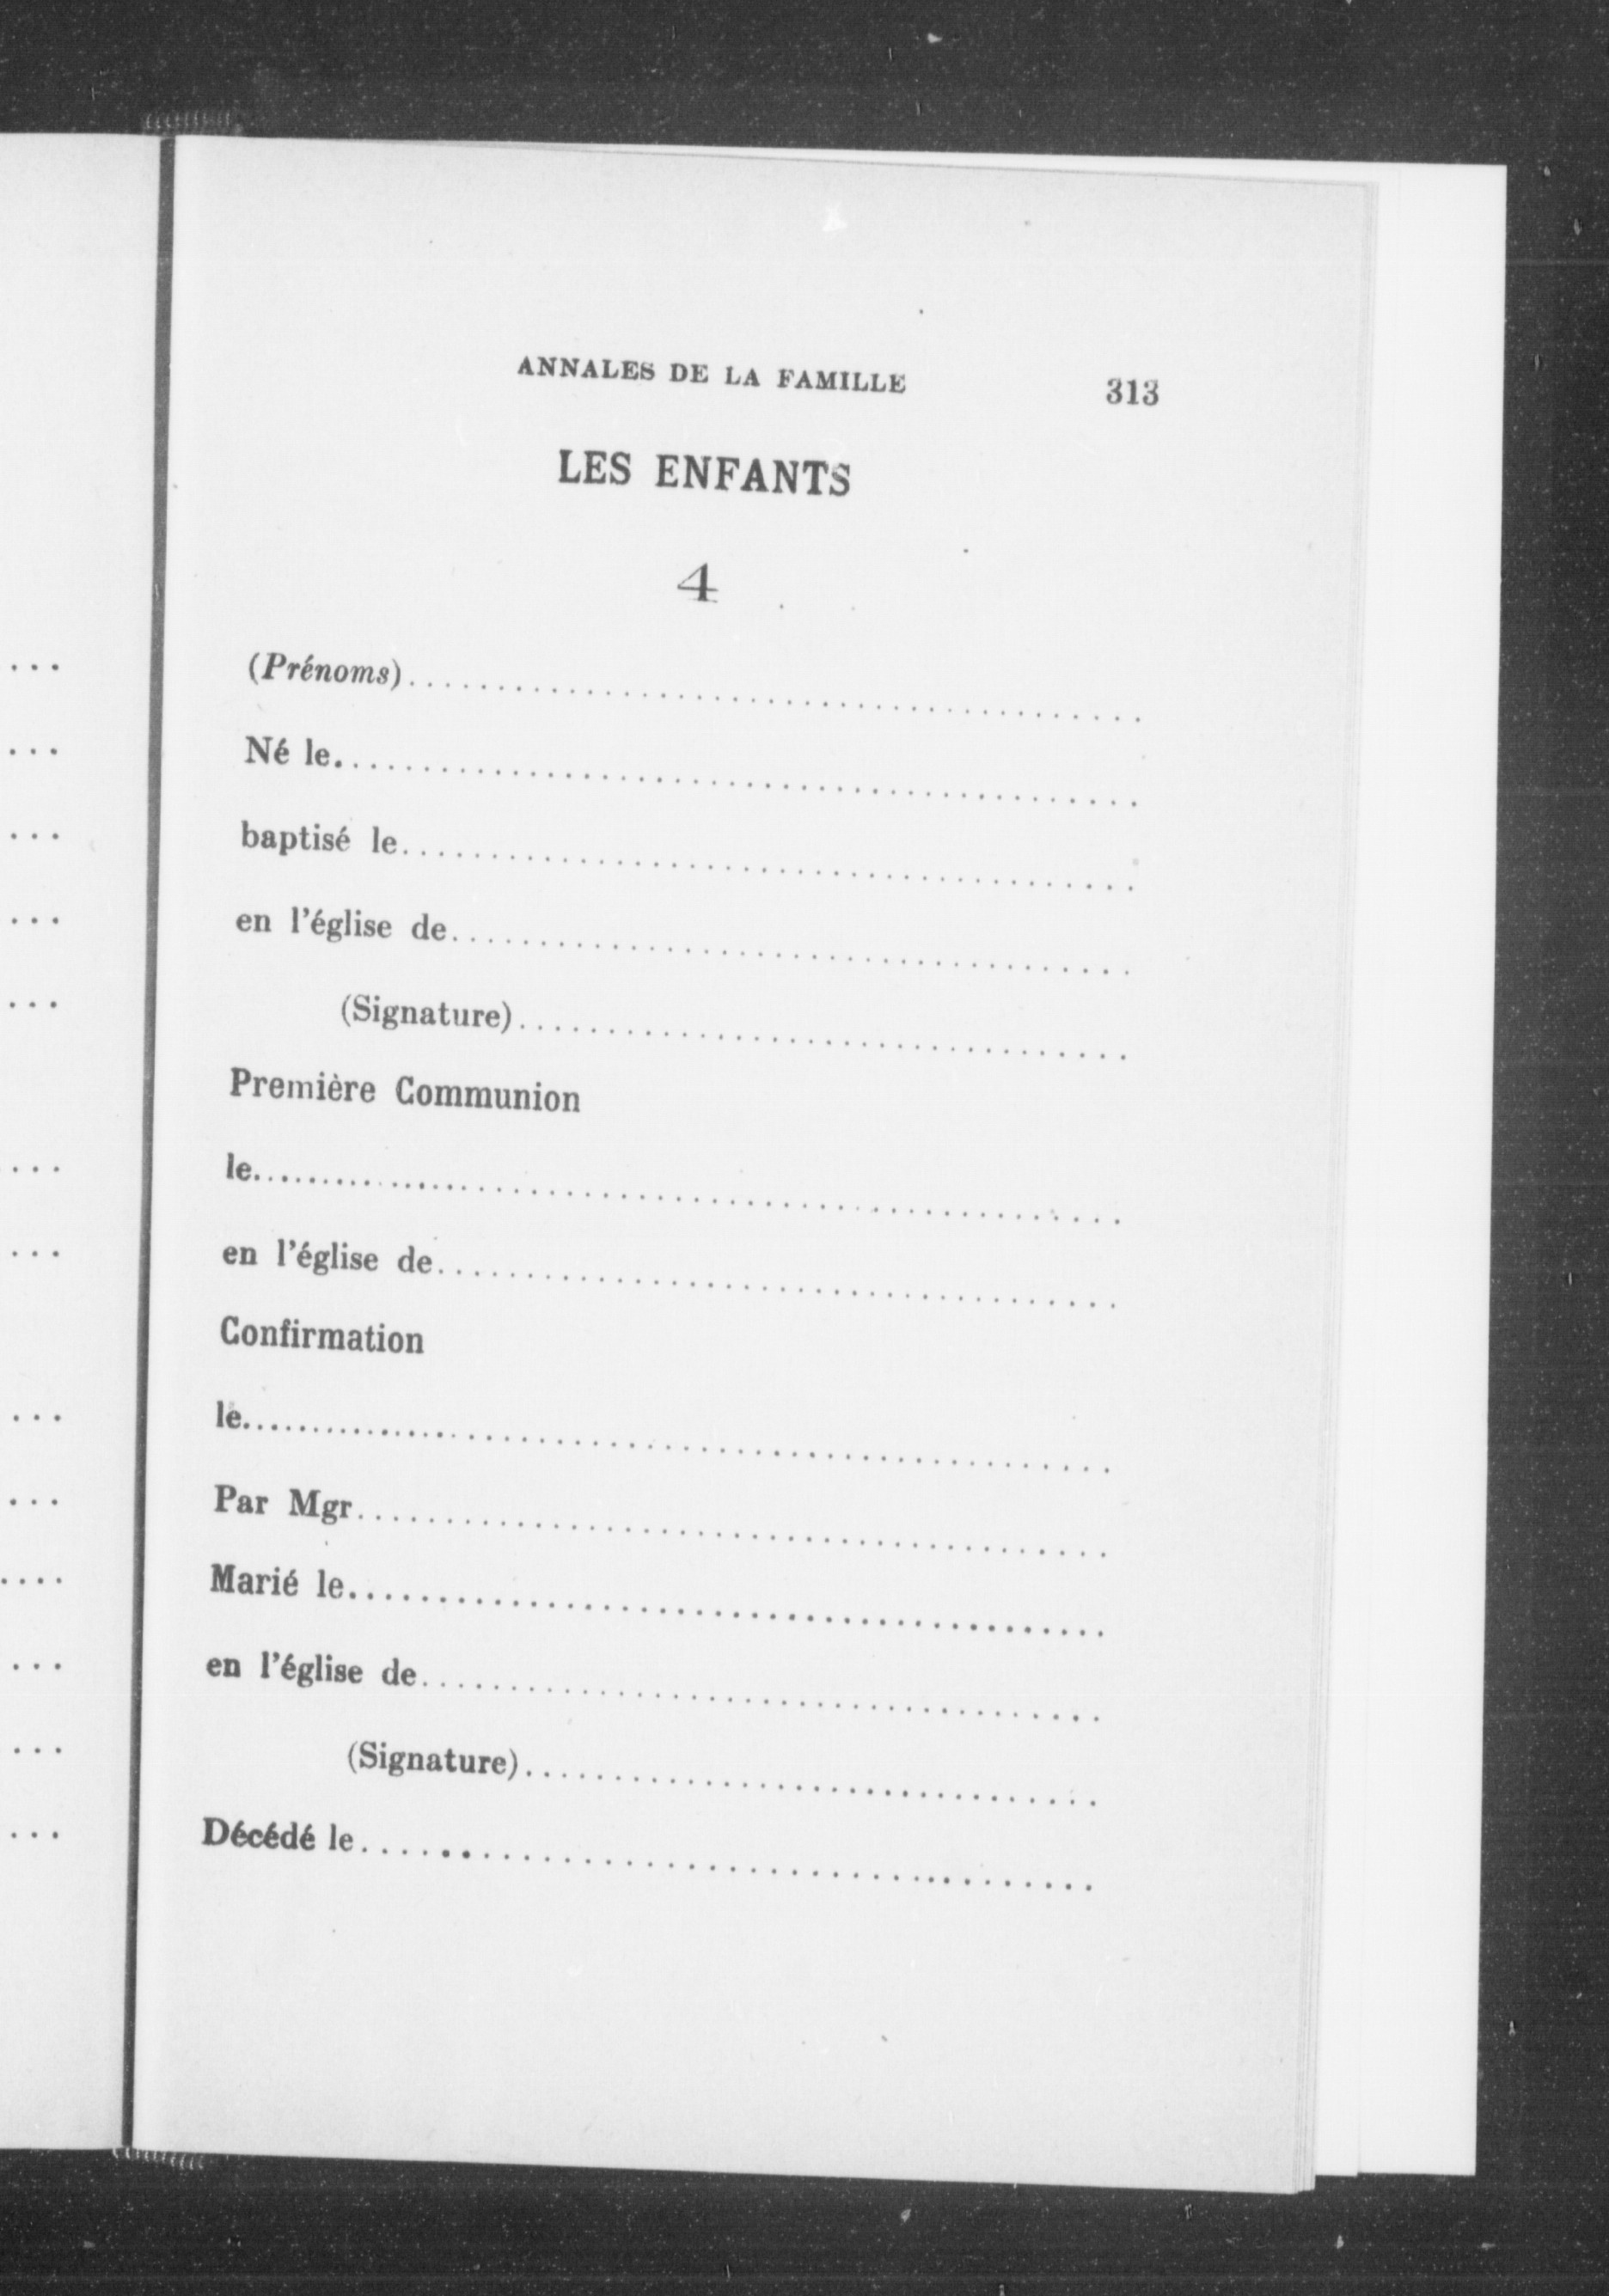 ANNALES DE LA FAMILLE 313
LES ENFANTS
4
(Prénoms)........................................
Né le............................................
baptisé le........................................
en l'église de......................................
(Signature)..................................
Première Communion
le................................................
en l'église de......................................
Confirmation
le................................................
Par Mgr..........................................
Marié le..........................................
en l'église de......................................
(Signature)................................
Décédé le........................................